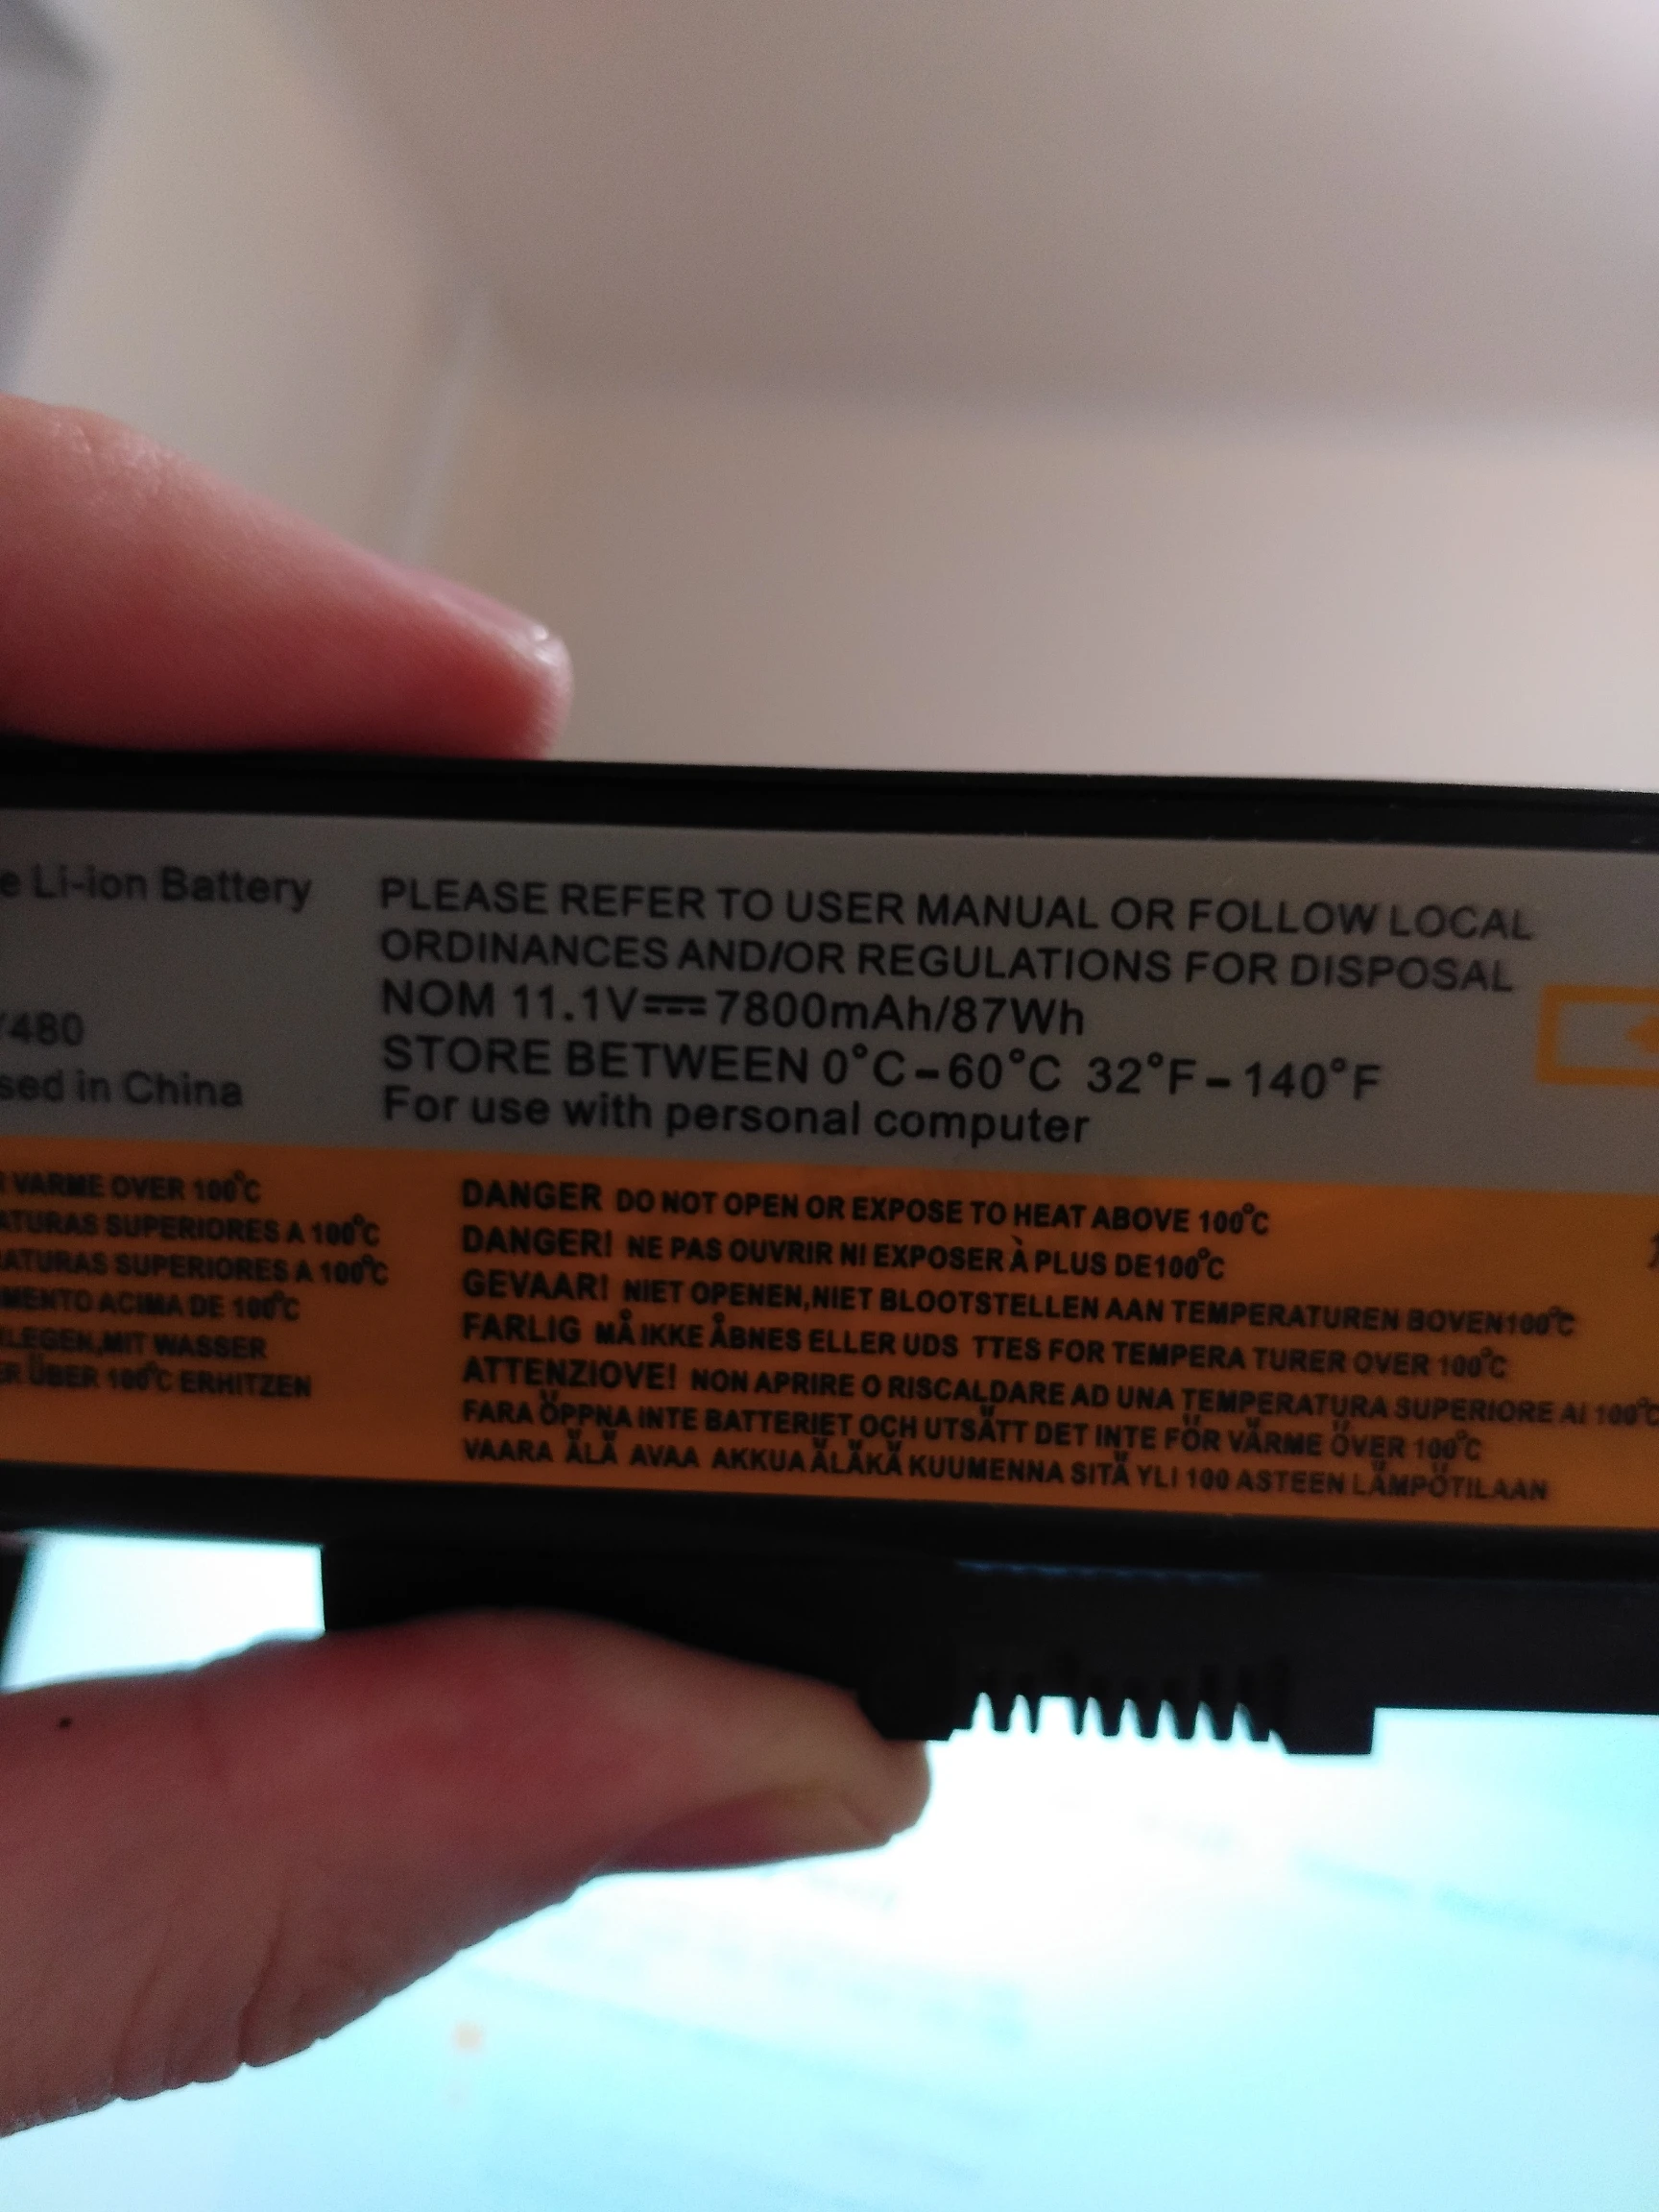 e Li-ion Battery
480
sed in China
PLEASE REFER TO USER MANUAL OR FOLLOW LOCAL
ORDINANCES AND/OR REGULATIONS FOR DISPOSAL
NOM 11.1V⎓7800mAh/87Wh
STORE BETWEEN 0°C-60°C 32°F-140°F
For use with personal computer
VARME OVER 100°C
ATURAS SUPERIORES A 100°C
ATURAS SUPERIORES A 100°C
MENTO ACIMA DE 100°C
LEGEN,MIT WASSER
ER ÜBER 100°C ERHITZEN
DANGER DO NOT OPEN OR EXPOSE TO HEAT ABOVE 100°C
DANGER! NE PAS OUVRIR NI EXPOSER À PLUS DE100°C
GEVAAR! NIET OPENEN,NIET BLOOTSTELLEN AAN TEMPERATUREN BOVEN100°C
FARLIG MÅ IKKE ÅBNES ELLER UDS TTES FOR TEMPERA TURER OVER 100°C
ATTENZIOVE! NON APRIRE O RISCALDARE AD UNA TEMPERATURA SUPERIORE AI 100°C
FARA ÖPPNA INTE BATTERIET OCH UTSÄTT DET INTE FÖR VÄRME ÖVER 100°C
VAARA ÄLÄ AVAA AKKUA ÄLÄKÄ KUUMENNA SITÄ YLI 100 ASTEEN LÄMPÖTILAAN